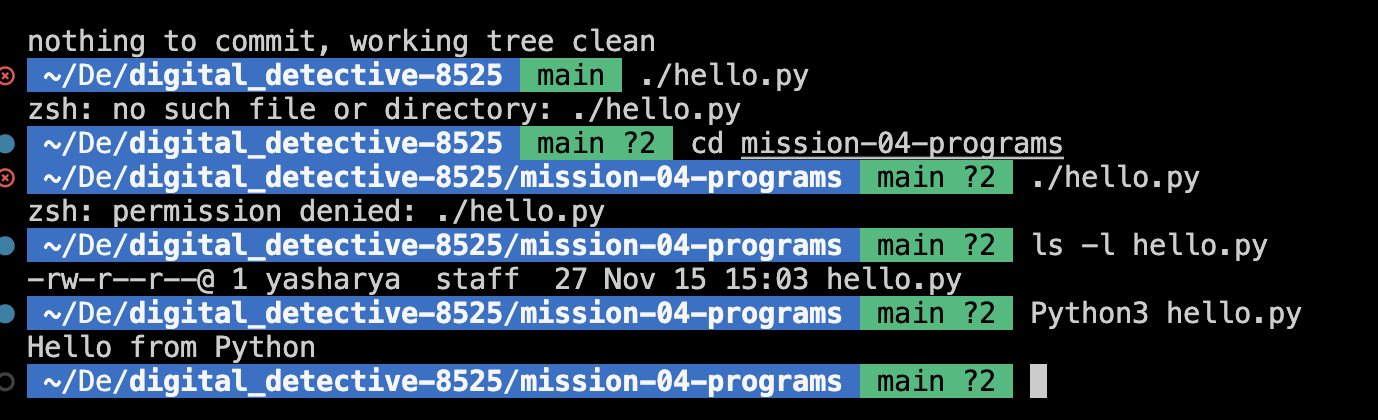 nothing to commit, working tree clean
~/De/digital_detective-8525 main ./hello.py
zsh: no such file or directory: ./hello.py
~/De/digital_detective-8525 main ?2 cd mission-04-programs
~/De/digital_detective-8525/mission-04-programs main ?2 ./hello.py
zsh: permission denied: ./hello.py
~/De/digital_detective-8525/mission-04-programs main ?2 ls -l hello.py
-rw-r--r--@ 1 yasharya  staff  27 Nov 15 15:03 hello.py
~/De/digital_detective-8525/mission-04-programs main ?2 Python3 hello.py
Hello from Python
~/De/digital_detective-8525/mission-04-programs main ?2